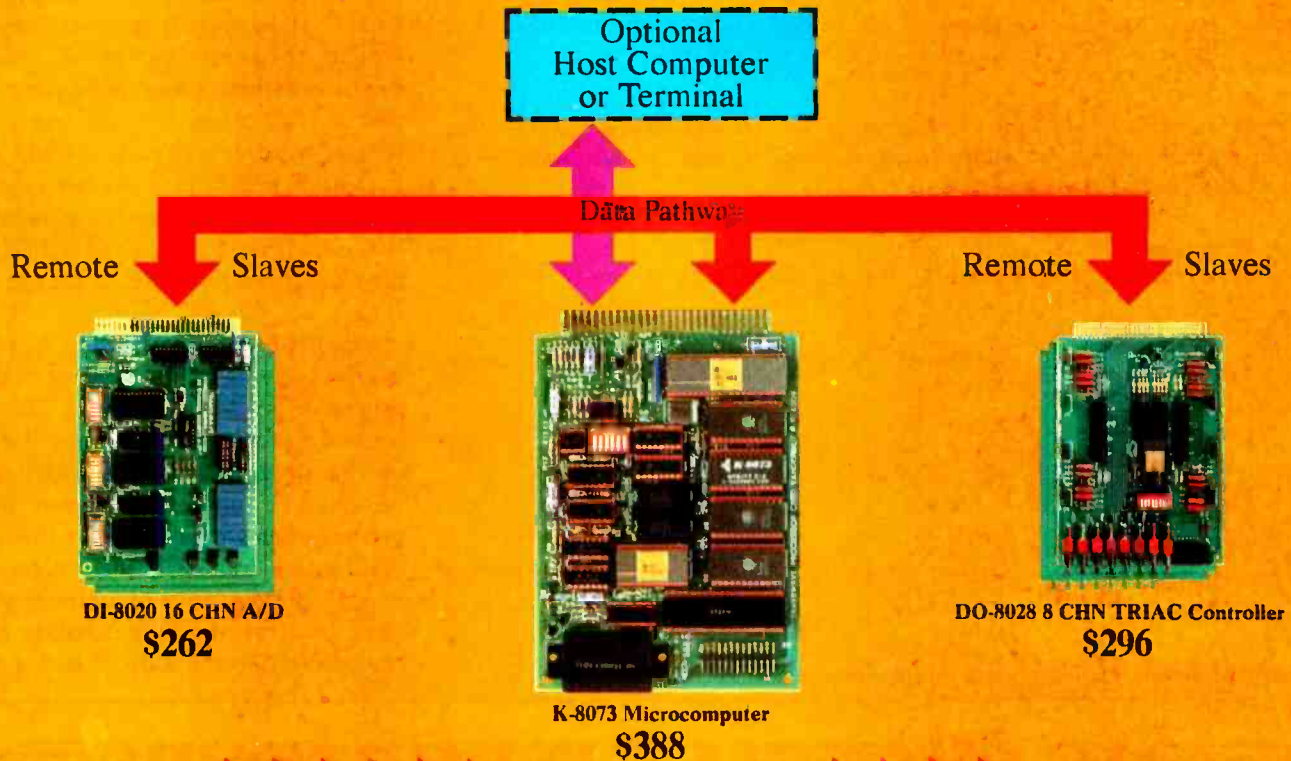 Optional
Host Computer
or Terminal
Data Pathway
Remote Slaves
Remote Slaves
DI-8020 16 CHN A/D
$262
K-8073 Microcomputer
$388
DO-8028 8 CHN TRIAC Controller
$296